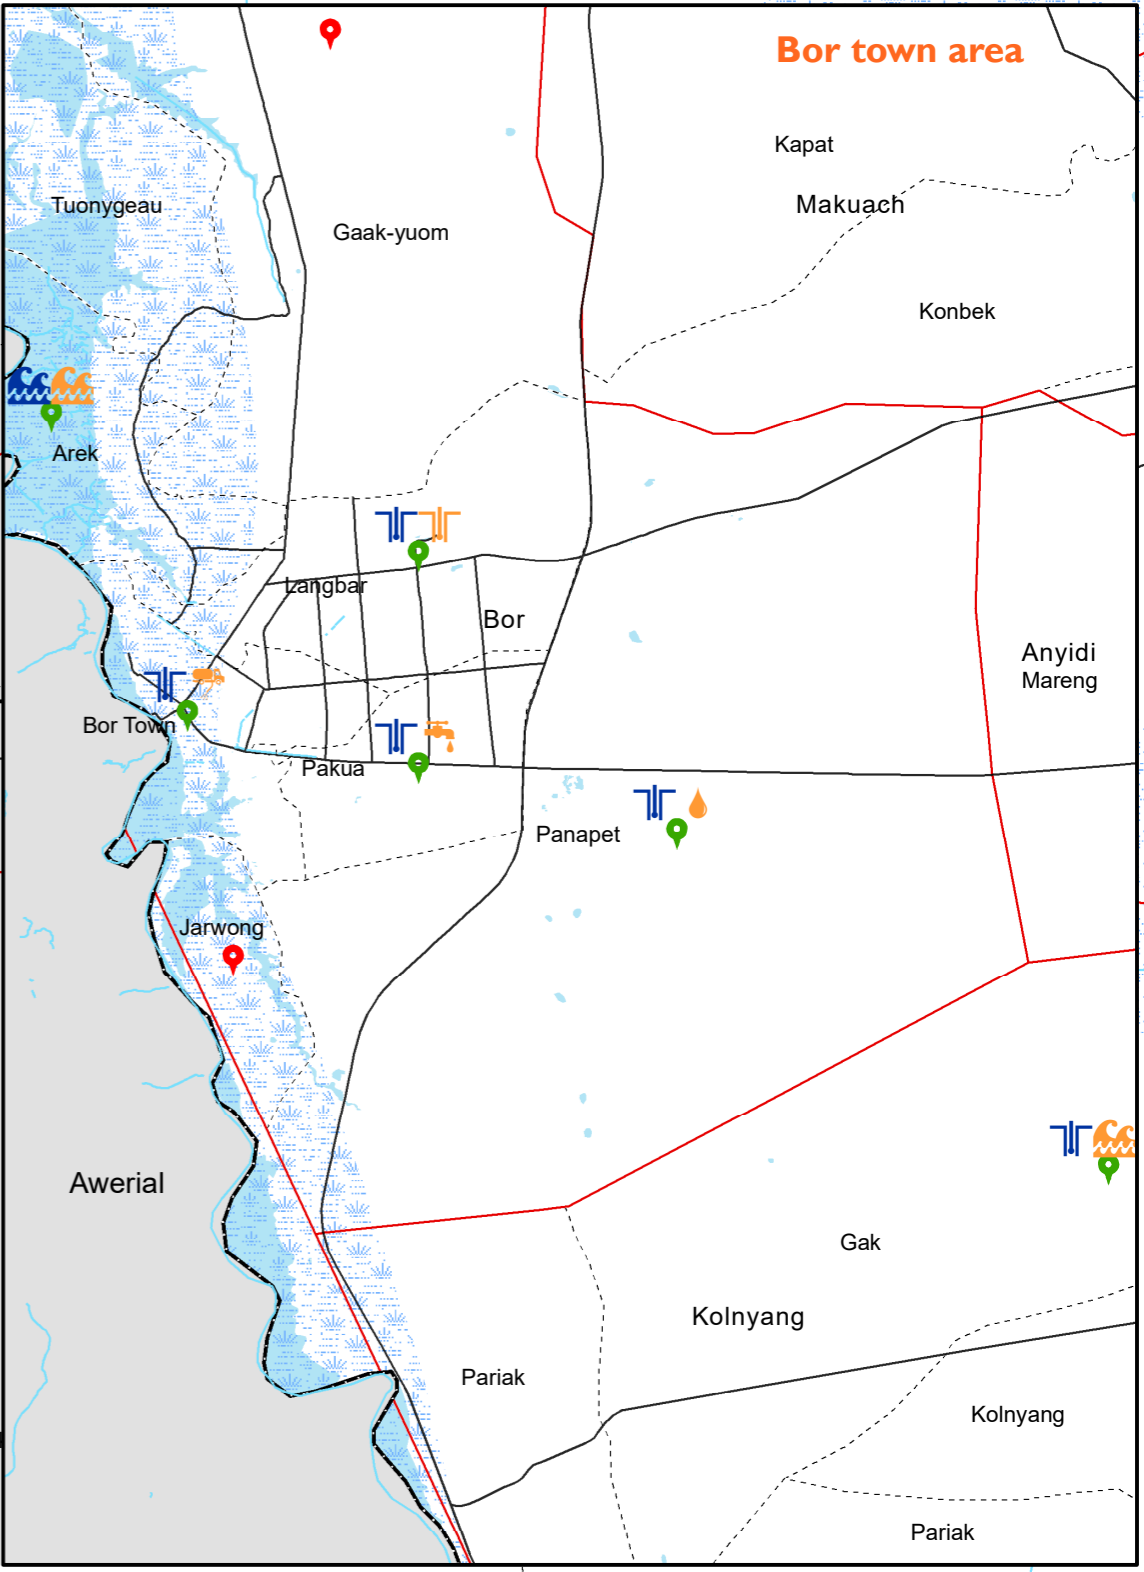 Bor town area
Kapat
Makuach
Tuonygeau
Gaak-yuom
Konbek
Arek
Langbar
Bor
Anyidi
Mareng
Bor Town
Pakua
Panapet
Jarwong
Awerial
Gak
Kolnyang
Pariak
Kolnyang
Pariak